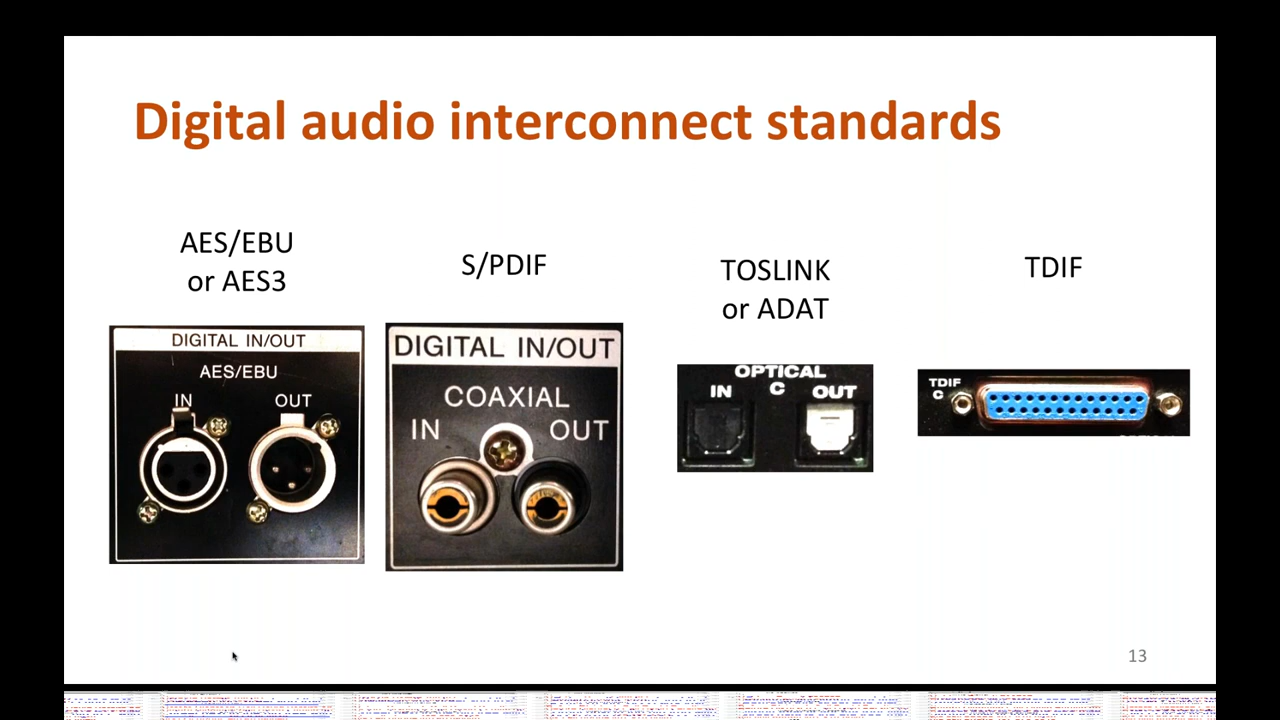 Digital audio interconnect standards
AES/EBU
or AES3
S/PDIF
TOSLINK
or ADAT
TDIF
DIGITAL IN/OUT
AES/EBU
IN
OUT
DIGITAL IN/OUT
COAXIAL
IN
OUT
OPTICAL
IN C OUT
TDIF
C
13